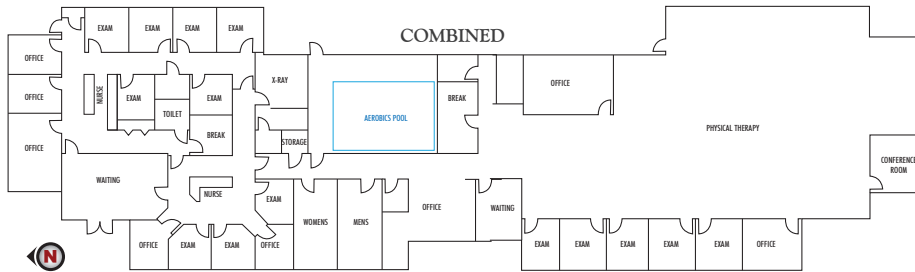 COMBINED
EXAM
EXAM
EXAM
EXAM
OFFICE
OFFICE
OFFICE
NURSE
EXAM
TOILET
EXAM
BREAK
X-RAY
STORAGE
AEROBICS POOL
BREAK
OFFICE
PHYSICAL THERAPY
CONFERENCE
ROOM
WAITING
NURSE
EXAM
WOMENS
MENS
OFFICE
WAITING
OFFICE
EXAM
EXAM
OFFICE
EXAM
EXAM
EXAM
EXAM
EXAM
OFFICE
N